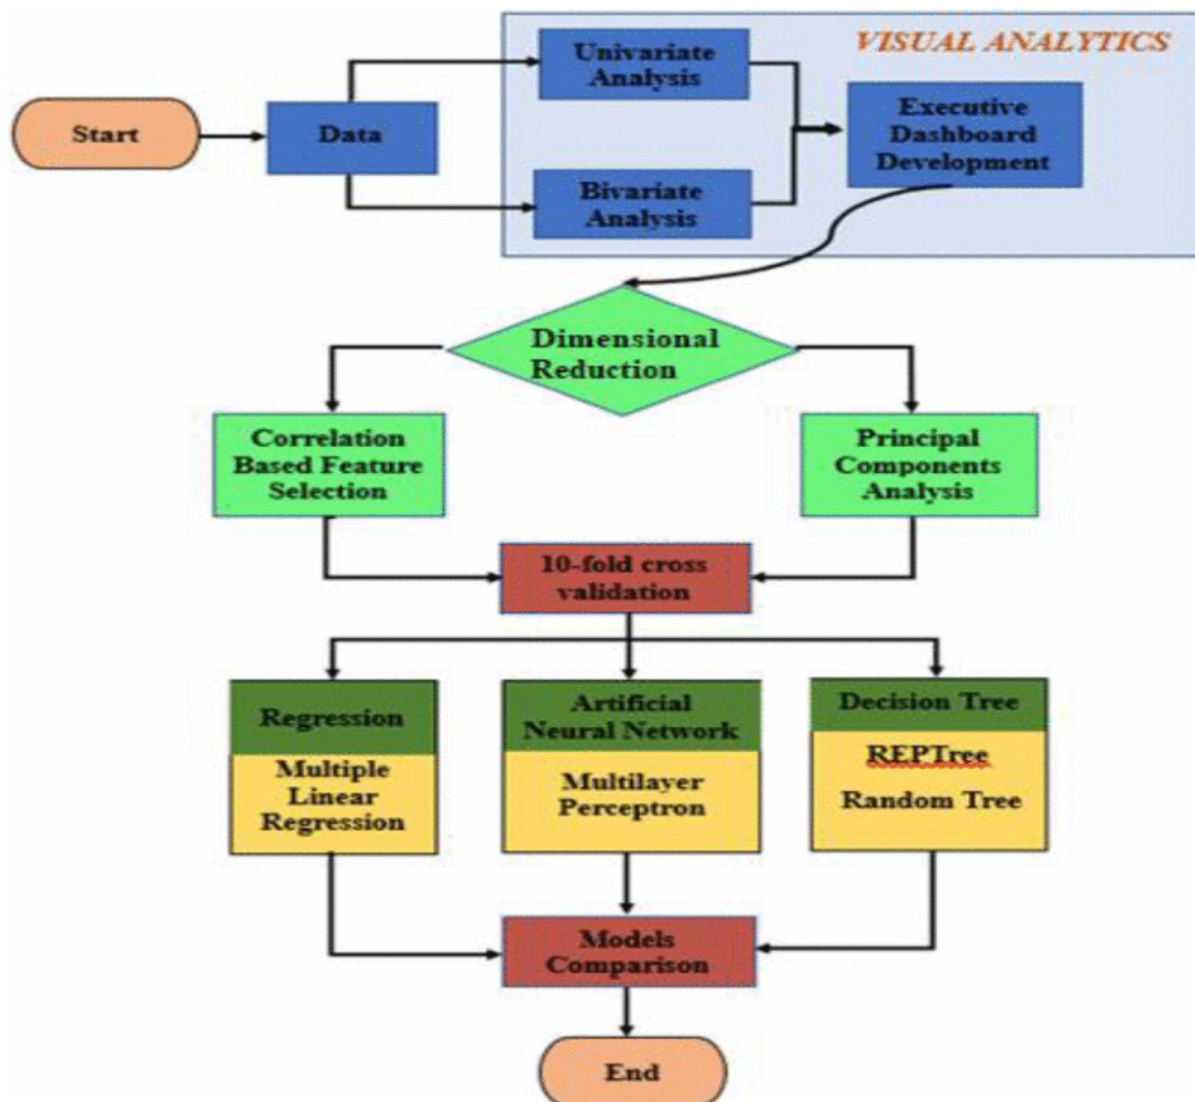 VISUAL ANALYTICS
Start
Data
Univariate
Analysis
Bivariate
Analysis
Executive
Dashboard
Development
Dimensional
Reduction
Correlation
Based Feature
Selection
Principal
Components
Analysis
10-fold cross
validation
Regression
Multiple
Linear
Regression
Artificial
Neural Network
Multilayer
Perceptron
Decision Tree
REPTree
Random Tree
Models
Comparison
End